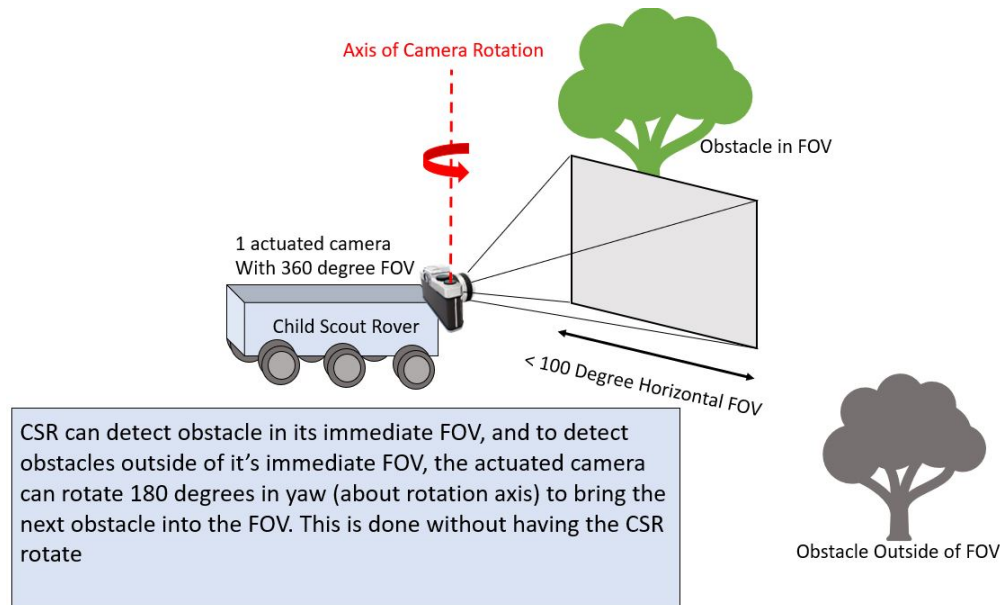 Axis of Camera Rotation
Obstacle in FOV
1 actuated camera
With 360 degree FOV
Child Scout Rover
< 100 Degree Horizontal FOV
CSR can detect obstacle in its immediate FOV, and to detect
obstacles outside of it's immediate FOV, the actuated camera
can rotate 180 degrees in yaw (about rotation axis) to bring the
next obstacle into the FOV. This is done without having the CSR
rotate
Obstacle Outside of FOV